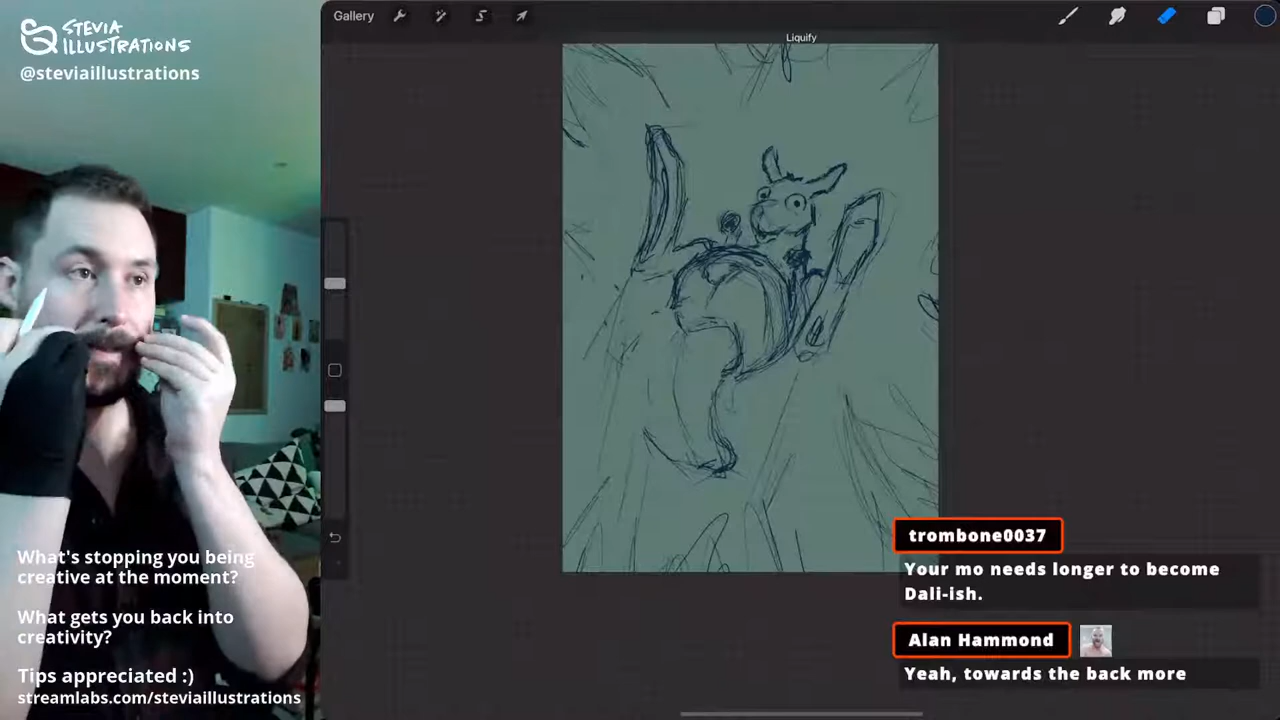 STEVIA
ILLUSTRATIONS
@steviaillustrations
Gallery
Liquify
What's stopping you being
creative at the moment?
What gets you back into
creativity?
Tips appreciated :)
streamlabs.com/steviaillustrations
trombone0037
Your mo needs longer to become
Dali-ish.
Alan Hammond
Yeah, towards the back more